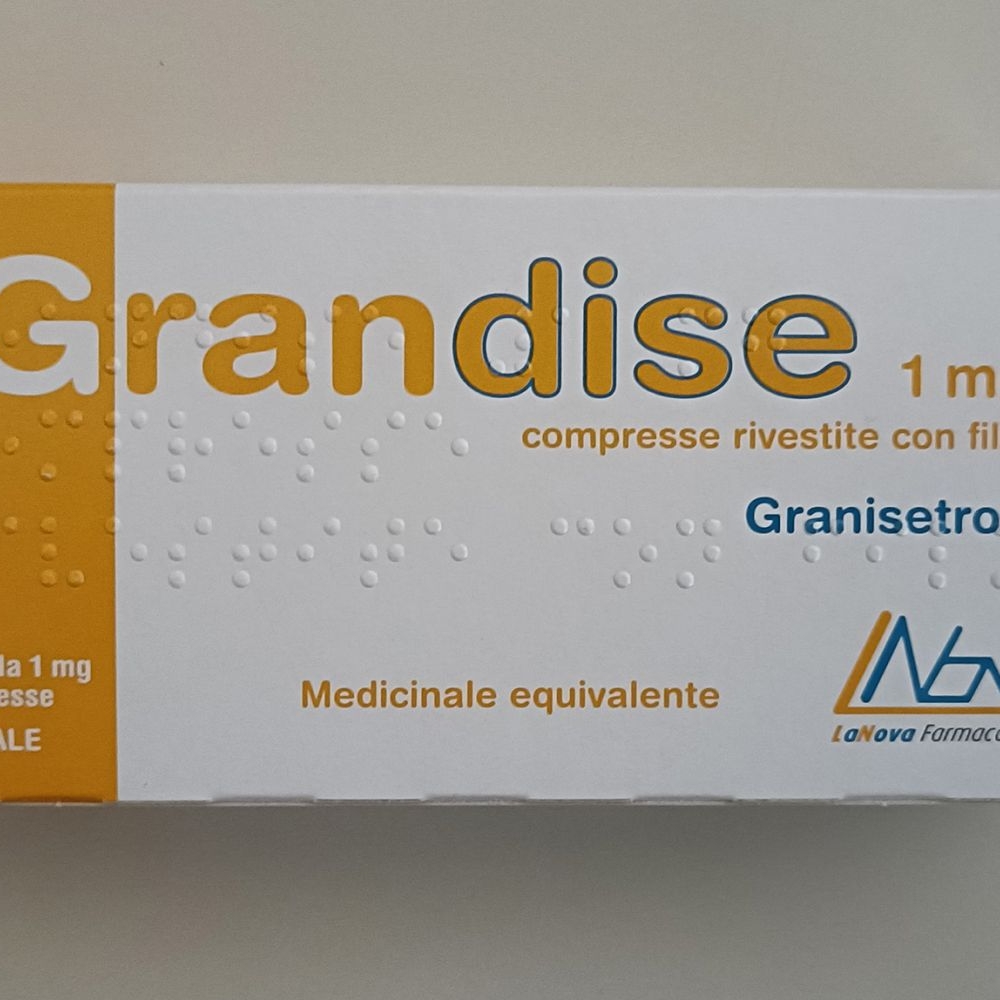 Grandise 1 m
compresse rivestite con fil
Granisetro
la 1 mg
esse
ALE
Medicinale equivalente
LaNova Farmac